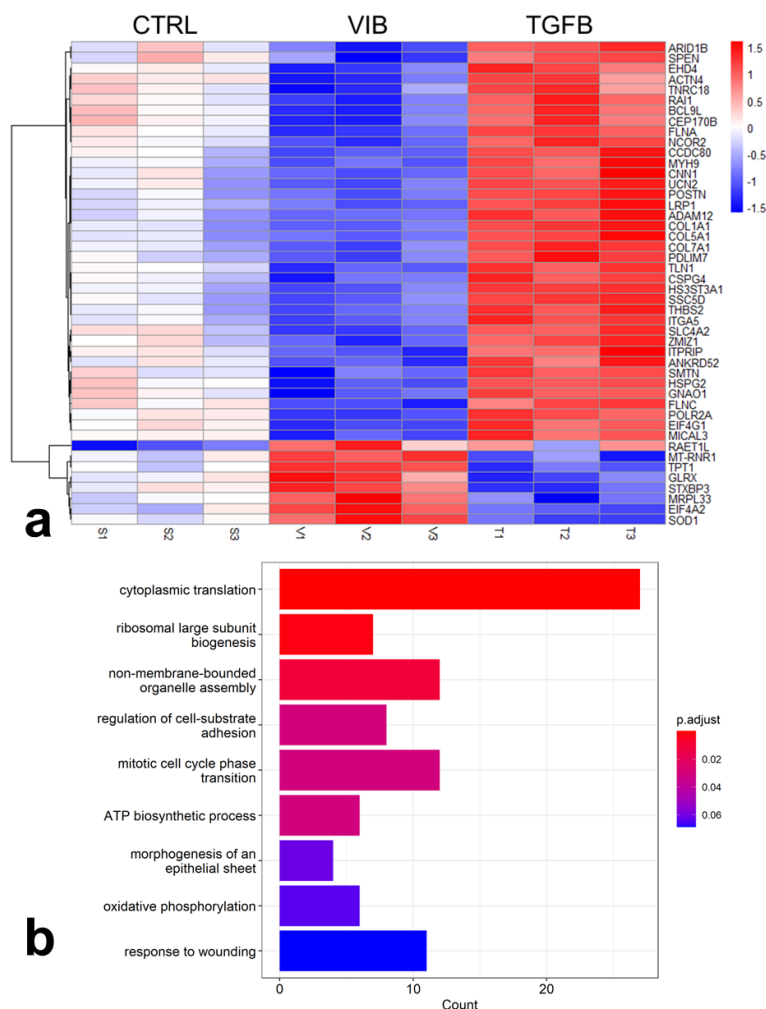 CTRL VIB TGFB
ARID1B
SPEN
EHD4
ACTN4
TNRC18
RAI1
BCL9L
CEP170B
FLNA
NCOR2
CCDC80
MYH9
CNN1
UCN2
POSTN
LRP1
ADAM12
COL1A1
COL5A1
COL7A1
PDLIM7
TLN1
CSPG4
HS3ST3A1
SSC5D
THBS2
ITGA5
SLC4A2
ZMIZ1
ITPRIP
ANKRD52
SMTN
HSPG2
GNAO1
FLNC
POLR2A
EIF4G1
MICAL3
RAET1L
MT-RNR1
TPT1
GLRX
STXBP3
MRPL33
EIF4A2
SOD1
1.5
1
0.5
0
-0.5
-1
-1.5
S1 S2 S3 V1 V2 V3 T1 T2 T3
a
cytoplasmic translation
ribosomal large subunit
biogenesis
non-membrane-bounded
organelle assembly
regulation of cell-substrate
adhesion
mitotic cell cycle phase
transition
ATP biosynthetic process
morphogenesis of an
epithelial sheet
oxidative phosphorylation
response to wounding
0 10 20
Count
p.adjust
0.02
0.04
0.06
b